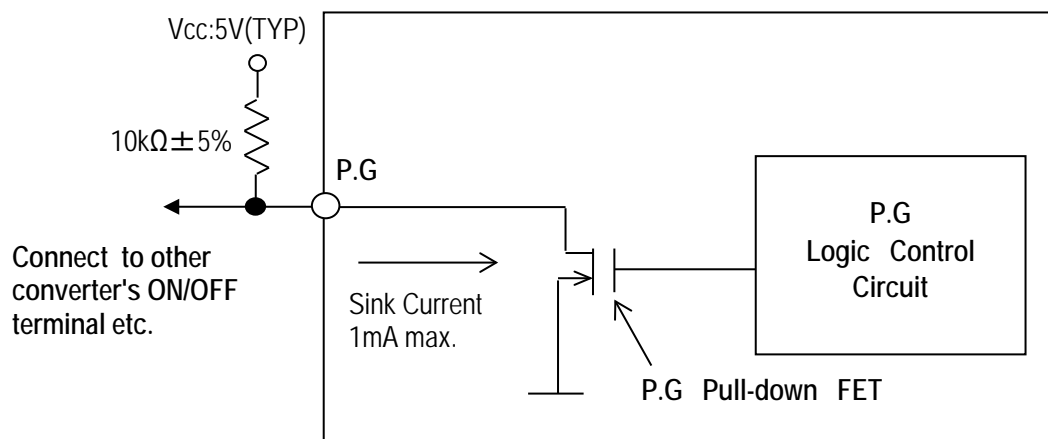 Vcc:5V(TYP)
10kΩ±5%
P.G
Connect to other
converter's ON/OFF
terminal etc.
Sink Current
1mA max.
P.G
Logic Control
Circuit
P.G Pull-down FET